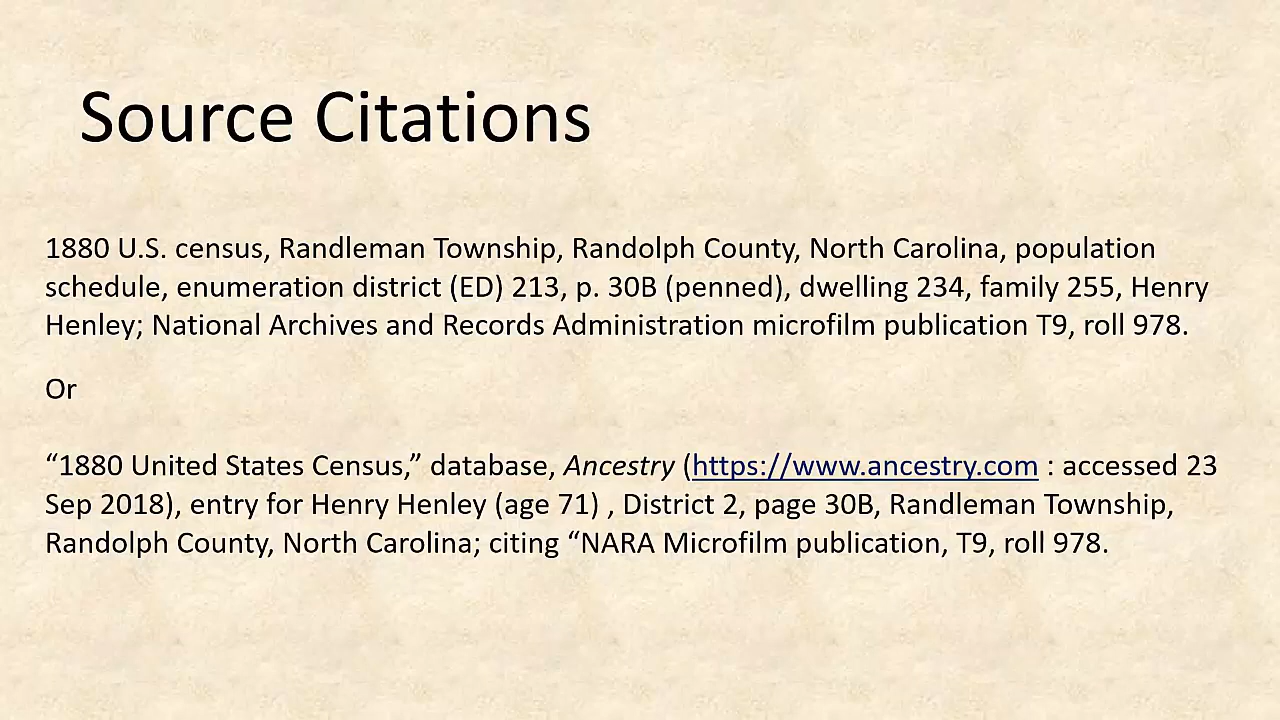 Source Citations
1880 U.S. census, Randleman Township, Randolph County, North Carolina, population
schedule, enumeration district (ED) 213, p. 30B (penned), dwelling 234, family 255, Henry
Henley; National Archives and Records Administration microfilm publication T9, roll 978.
Or
“1880 United States Census,” database, Ancestry (https://www.ancestry.com : accessed 23
Sep 2018), entry for Henry Henley (age 71) , District 2, page 30B, Randleman Township,
Randolph County, North Carolina; citing “NARA Microfilm publication, T9, roll 978.